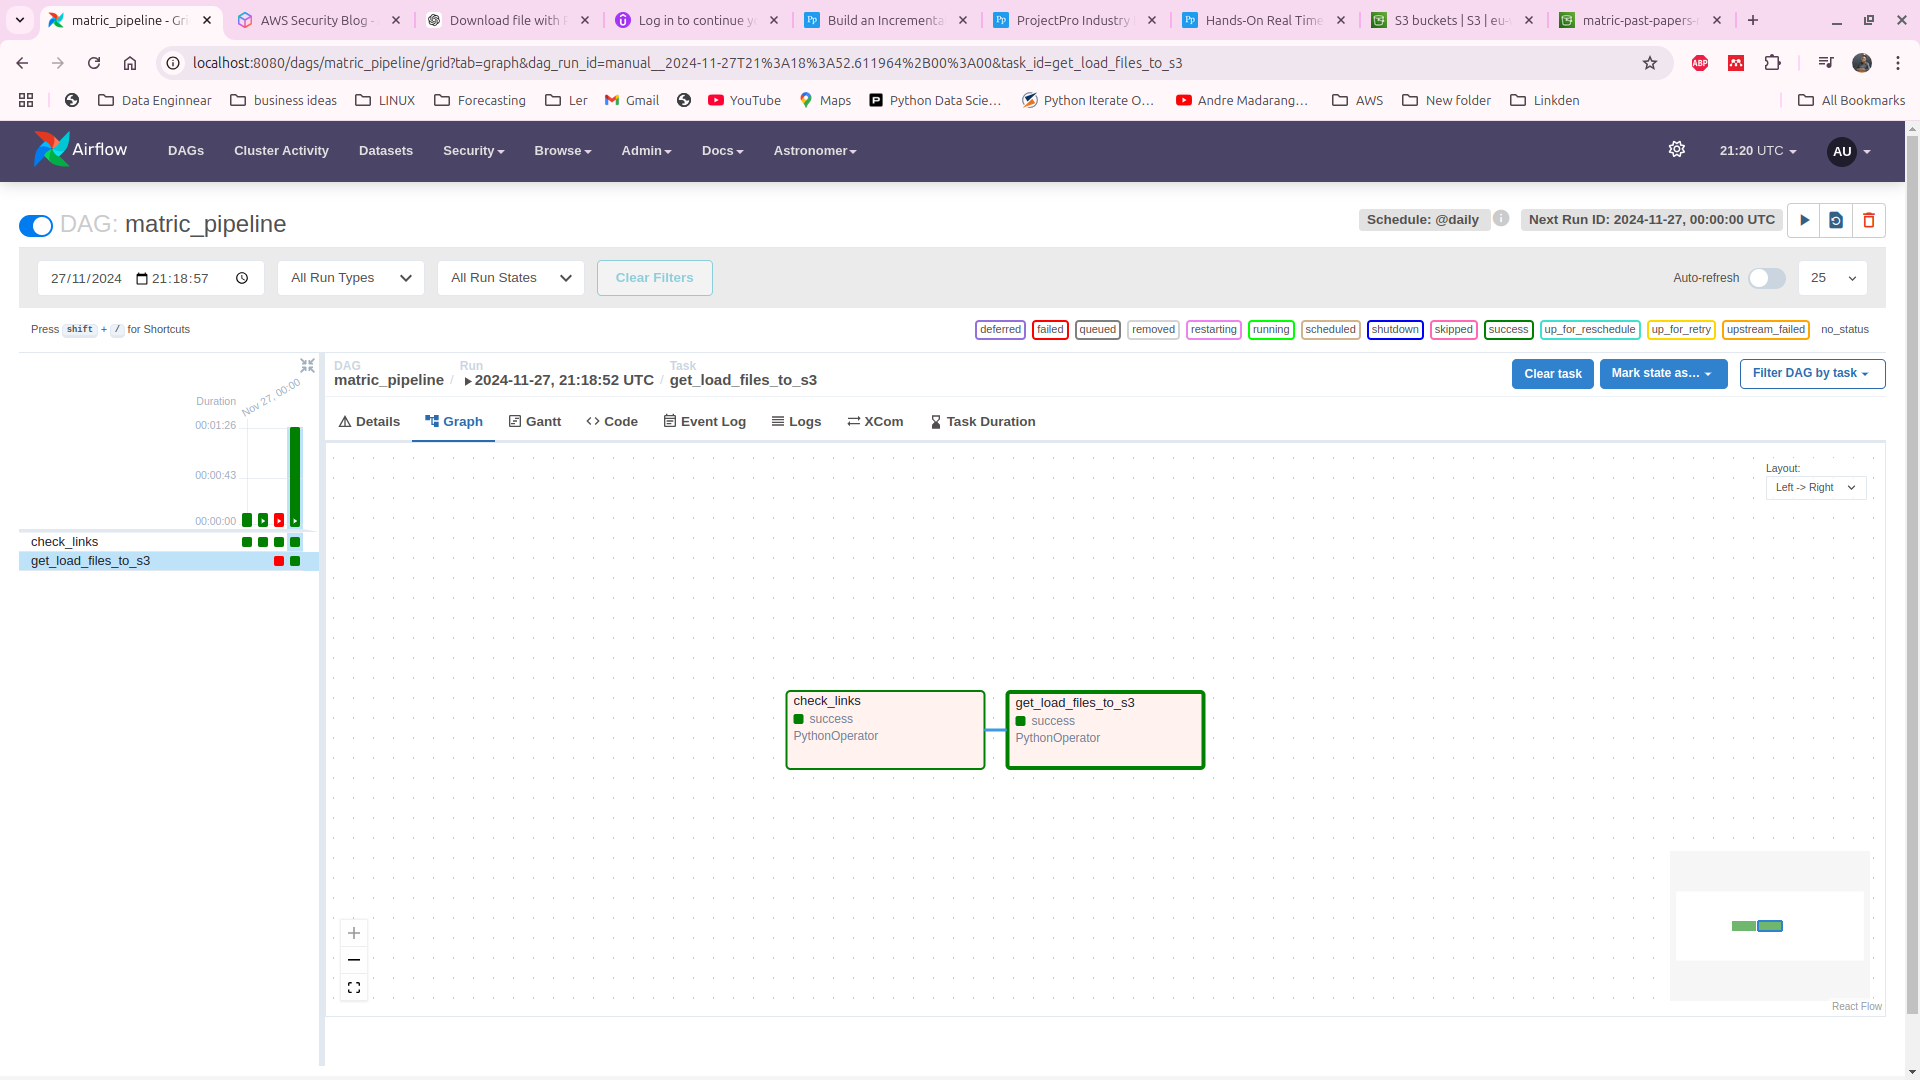 matric_pipeline - Gri
AWS Security Blog -
Download file with
Log in to continue y
Build an Incrementa
ProjectPro Industry
Hands-On Real Time
S3 buckets | S3 | eu-
matric-past-papers-
localhost:8080/dags/matric_pipeline/grid?tab=graph&dag_run_id=manual__2024-11-27T21%3A18%3A52.611964%2B00%3A00&task_id=get_load_files_to_s3
ABP
Data Enginnear
business ideas
LINUX
Forecasting
Ler
Gmail
YouTube
Maps
Python Data Scie...
Python Iterate O...
Andre Madarang...
AWS
New folder
Linkden
All Bookmarks
Airflow
DAGs
Cluster Activity
Datasets
Security
Browse
Admin
Docs
Astronomer
21:20 UTC
AU
DAG: matric_pipeline
Schedule: @daily
Next Run ID: 2024-11-27, 00:00:00 UTC
27/11/2024 21:18:57
All Run Types
All Run States
Clear Filters
Auto-refresh
25
Press shift + / for Shortcuts
deferred
failed
queued
removed
restarting
running
scheduled
shutdown
skipped
success
up_for_reschedule
up_for_retry
upstream_failed
no_status
Nov 27, 00:00
Duration
00:01:26
00:00:43
00:00:00
check_links
get_load_files_to_s3
DAG
matric_pipeline
/
Run
2024-11-27, 21:18:52 UTC
/
Task
get_load_files_to_s3
Clear task
Mark state as...
Filter DAG by task
Details
Graph
Gantt
Code
Event Log
Logs
XCom
Task Duration
Layout:
Left -> Right
check_links
success
PythonOperator
get_load_files_to_s3
success
PythonOperator
React Flow